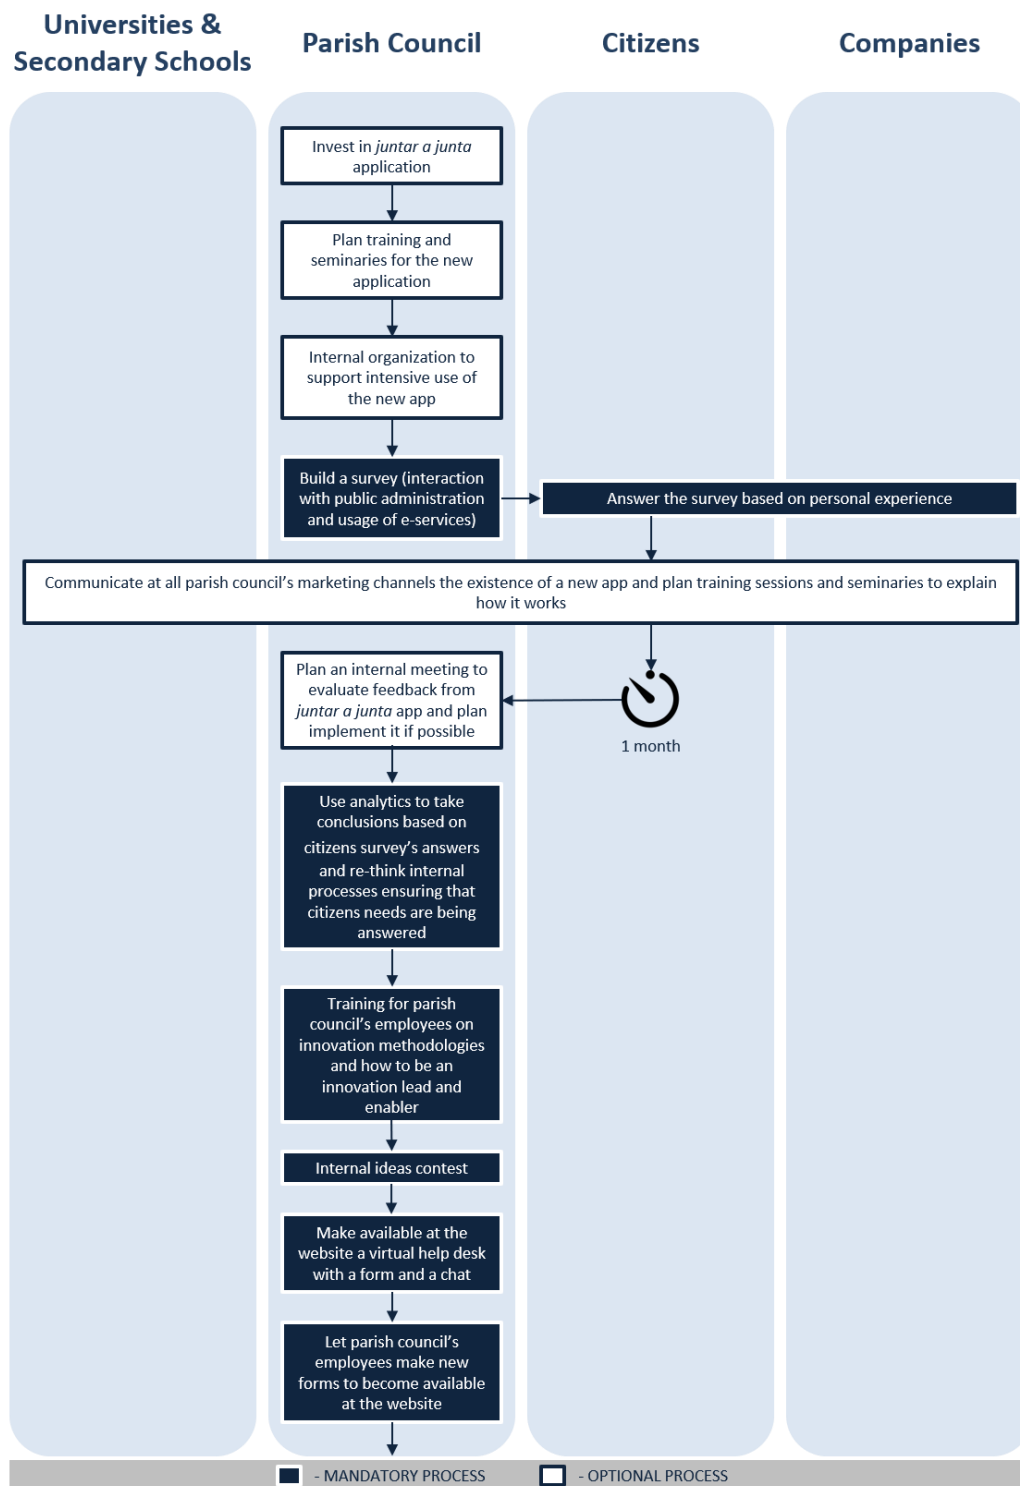 Universities &
Secondary Schools
Parish Council
Citizens
Companies
Invest in juntar a junta
application
Plan training and
seminaries for the new
application
Internal organization to
support intensive use of
the new app
Build a survey (interaction
with public administration
and usage of e-services)
Answer the survey based on personal experience
Communicate at all parish council's marketing channels the existence of a new app and plan training sessions and seminaries to explain
how it works
Plan an internal meeting to
evaluate feedback from
juntar a junta app and plan
implement it if possible
1 month
Use analytics to take
conclusions based on
citizens survey's answers
and re-think internal
processes ensuring that
citizens needs are being
answered
Training for parish
council's employees on
innovation methodologies
and how to be an
innovation lead and
enabler
Internal ideas contest
Make available at the
website a virtual help desk
with a form and a chat
Let parish council's
employees make new
forms to become available
at the website
- MANDATORY PROCESS
- OPTIONAL PROCESS